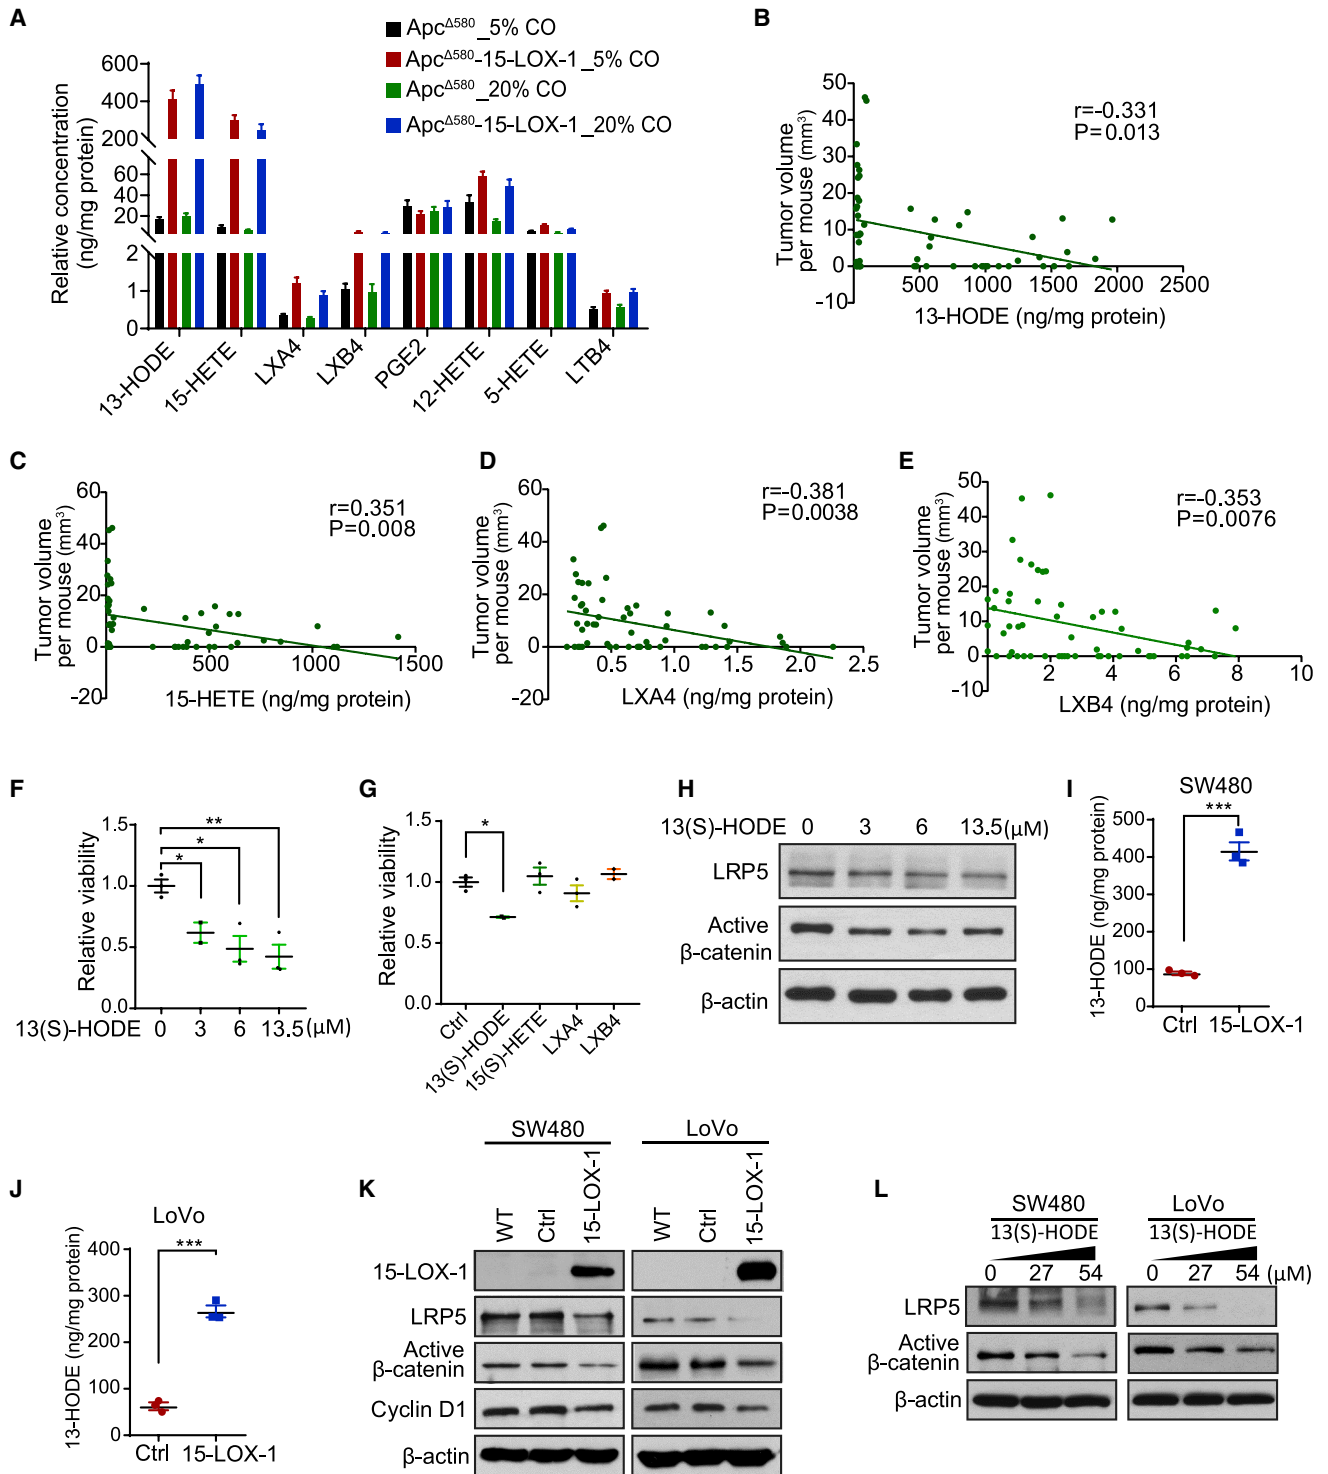 A
Apc^Δ580_5% CO
Apc^Δ580-15-LOX-1_5% CO
Apc^Δ580_20% CO
Apc^Δ580-15-LOX-1_20% CO
Relative concentration
(ng/mg protein)
600
400
200
60
40
20
2
1
0
13-HODE
15-HETE
LXA4
LXB4
PGE2
12-HETE
5-HETE
LTB4
B
r=-0.331
P=0.013
Tumor volume
per mouse (mm³)
50
40
30
20
10
0
-10
500
1000
1500
2000
2500
13-HODE (ng/mg protein)
C
r=0.351
P=0.008
Tumor volume
per mouse (mm³)
60
40
20
0
-20
500
1000
1500
15-HETE (ng/mg protein)
D
r=-0.381
P=0.0038
Tumor volume
per mouse (mm³)
60
40
20
0
-20
0.5
1.0
1.5
2.0
2.5
LXA4 (ng/mg protein)
E
r=-0.353
P=0.0076
Tumor volume
per mouse (mm³)
50
40
30
20
10
0
-10
2
4
6
8
10
LXB4 (ng/mg protein)
F
Relative viability
1.5
1.0
0.5
0.0
**
*
*
13(S)-HODE 0 3 6 13.5(μM)
G
Relative viability
1.5
1.0
0.5
0.0
*
Ctrl
13(S)-HODE
15(S)-HETE
LXA4
LXB4
H
13(S)-HODE 0 3 6 13.5(μM)
LRP5
Active
β-catenin
β-actin
I
SW480
***
13-HODE (ng/mg protein)
500
400
300
200
100
0
Ctrl 15-LOX-1
J
LoVo
***
13-HODE (ng/mg protein)
400
300
200
100
0
Ctrl 15-LOX-1
K
SW480 LoVo
WT Ctrl 15-LOX-1 WT Ctrl 15-LOX-1
15-LOX-1
LRP5
Active
β-catenin
Cyclin D1
β-actin
L
SW480 LoVo
13(S)-HODE 13(S)-HODE
0 27 54 0 27 54 (μM)
LRP5
Active
β-catenin
β-actin